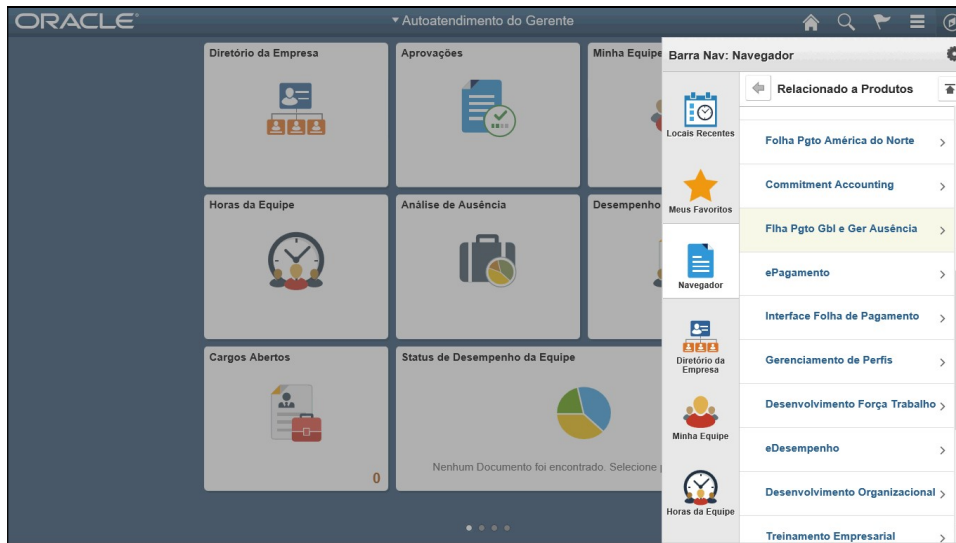 ORACLE
Autoatendimento do Gerente
Diretório da Empresa
Aprovações
Minha Equipe
Horas da Equipe
Análise de Ausência
Desempenho
Cargos Abertos
0
Status de Desempenho da Equipe
Nenhum Documento foi encontrado. Selecione
Barra Nav: Navegador
Locais Recentes
Meus Favoritos
Navegador
Diretório da
Empresa
Minha Equipe
Horas da Equipe
Relacionado a Produtos
Folha Pgto América do Norte
Commitment Accounting
Flha Pgto Gbl e Ger Ausência
ePagamento
Interface Folha de Pagamento
Gerenciamento de Perfis
Desenvolvimento Força Trabalho
eDesempenho
Desenvolvimento Organizacional
Treinamento Empresarial